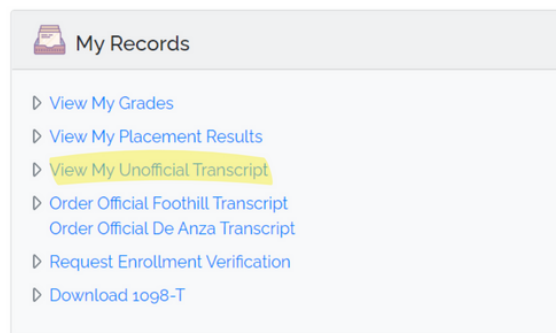 My Records
View My Grades
View My Placement Results
View My Unofficial Transcript
Order Official Foothill Transcript
Order Official De Anza Transcript
Request Enrollment Verification
Download 1098-T